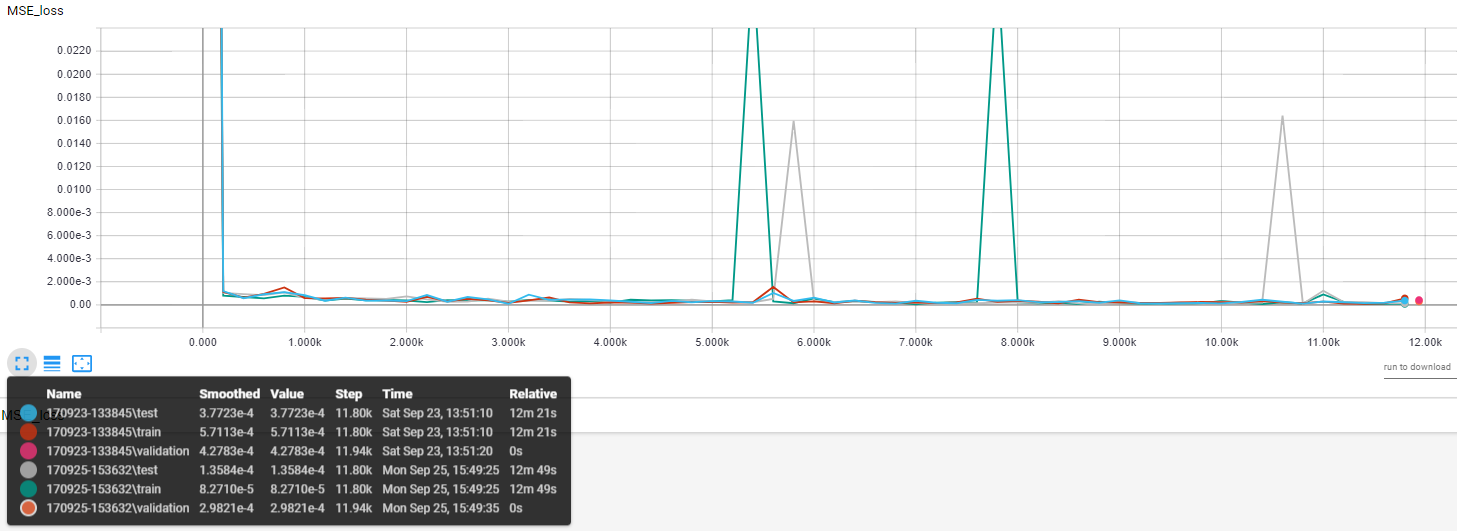 MSE_loss
0.0220
0.0200
0.0180
0.0160
0.0140
0.0120
0.0100
8.000e-3
6.000e-3
4.000e-3
2.000e-3
0.00
0.000 1.000k 2.000k 3.000k 4.000k 5.000k 6.000k 7.000k 8.000k 9.000k 10.00k 11.00k 12.00k
run to download
Name Smoothed Value Step Time Relative
170923-133845\test 3.7723e-4 3.7723e-4 11.80k Sat Sep 23, 13:51:10 12m 21s
170923-133845\train 5.7113e-4 5.7113e-4 11.80k Sat Sep 23, 13:51:10 12m 21s
170923-133845\validation 4.2783e-4 4.2783e-4 11.94k Sat Sep 23, 13:51:20 0s
170925-153632\test 1.3584e-4 1.3584e-4 11.80k Mon Sep 25, 15:49:25 12m 49s
170925-153632\train 8.2710e-5 8.2710e-5 11.80k Mon Sep 25, 15:49:25 12m 49s
170925-153632\validation 2.9821e-4 2.9821e-4 11.94k Mon Sep 25, 15:49:35 0s